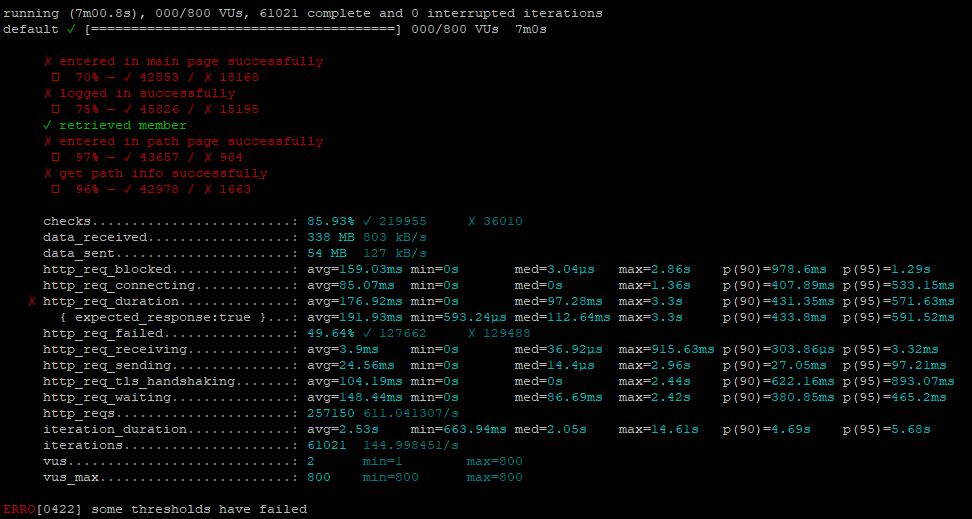 running (7m00.8s), 000/800 VUs, 61021 complete and 0 interrupted iterations
default ✓ [======================================] 000/800 VUs  7m0s
✗ entered in main page successfully
↳  70% — ✓ 42853 / ✗ 18168
✗ logged in successfully
↳  75% — ✓ 45826 / ✗ 15195
✓ retrieved member
✗ entered in path page successfully
↳  97% — ✓ 43657 / ✗ 984
✗ get path info successfully
↳  96% — ✓ 42978 / ✗ 1663
checks.........................: 85.93% ✓ 219955       ✗ 36010
data_received..................: 338 MB 803 kB/s
data_sent......................: 54 MB  127 kB/s
http_req_blocked...............: avg=159.03ms min=0s       med=3.04µs   max=2.86s    p(90)=978.6ms  p(95)=1.29s
http_req_connecting............: avg=85.07ms  min=0s       med=0s       max=1.36s    p(90)=407.89ms p(95)=533.15ms
✗ http_req_duration..............: avg=176.92ms min=0s       med=97.28ms  max=3.3s     p(90)=431.35ms p(95)=571.63ms
{ expected_response:true }...: avg=191.93ms min=593.24µs med=112.64ms max=3.3s     p(90)=433.8ms  p(95)=591.52ms
http_req_failed................: 49.64% ✓ 127662       ✗ 129488
http_req_receiving.............: avg=3.9ms    min=0s       med=36.92µs  max=915.63ms p(90)=303.86µs p(95)=3.32ms
http_req_sending...............: avg=24.56ms  min=0s       med=14.4µs   max=2.96s    p(90)=27.05ms  p(95)=97.21ms
http_req_tls_handshaking.......: avg=104.19ms min=0s       med=0s       max=2.44s    p(90)=622.16ms p(95)=893.07ms
http_req_waiting...............: avg=148.44ms min=0s       med=86.69ms  max=2.42s    p(90)=380.85ms p(95)=465.2ms
http_reqs......................: 257150 611.041307/s
iteration_duration.............: avg=2.53s    min=663.94ms med=2.05s    max=14.61s   p(90)=4.69s    p(95)=5.68s
iterations.....................: 61021  144.998451/s
vus............................: 2      min=1          max=800
vus_max........................: 800    min=800        max=800
ERRO[0422] some thresholds have failed